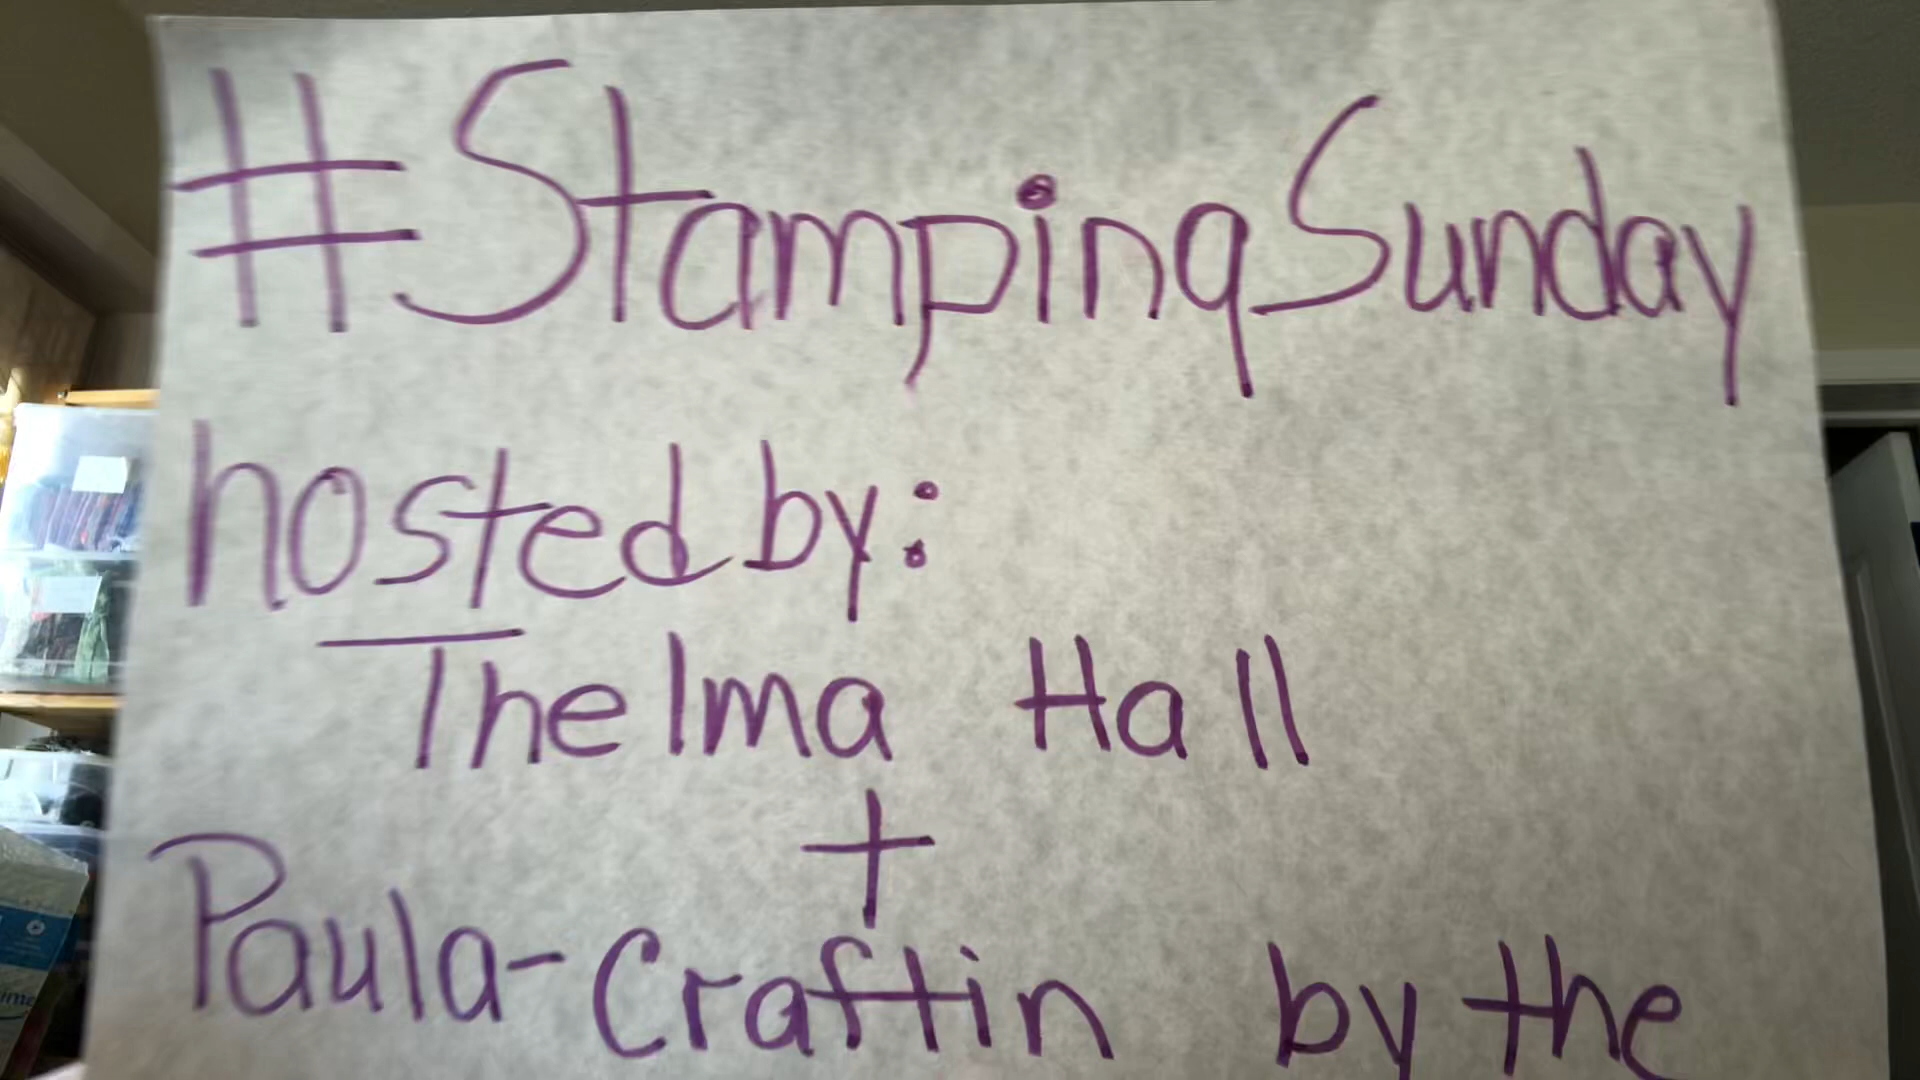 #StampingSunday
hosted by:
Thelma Hall
+
Paula-Craftin by the